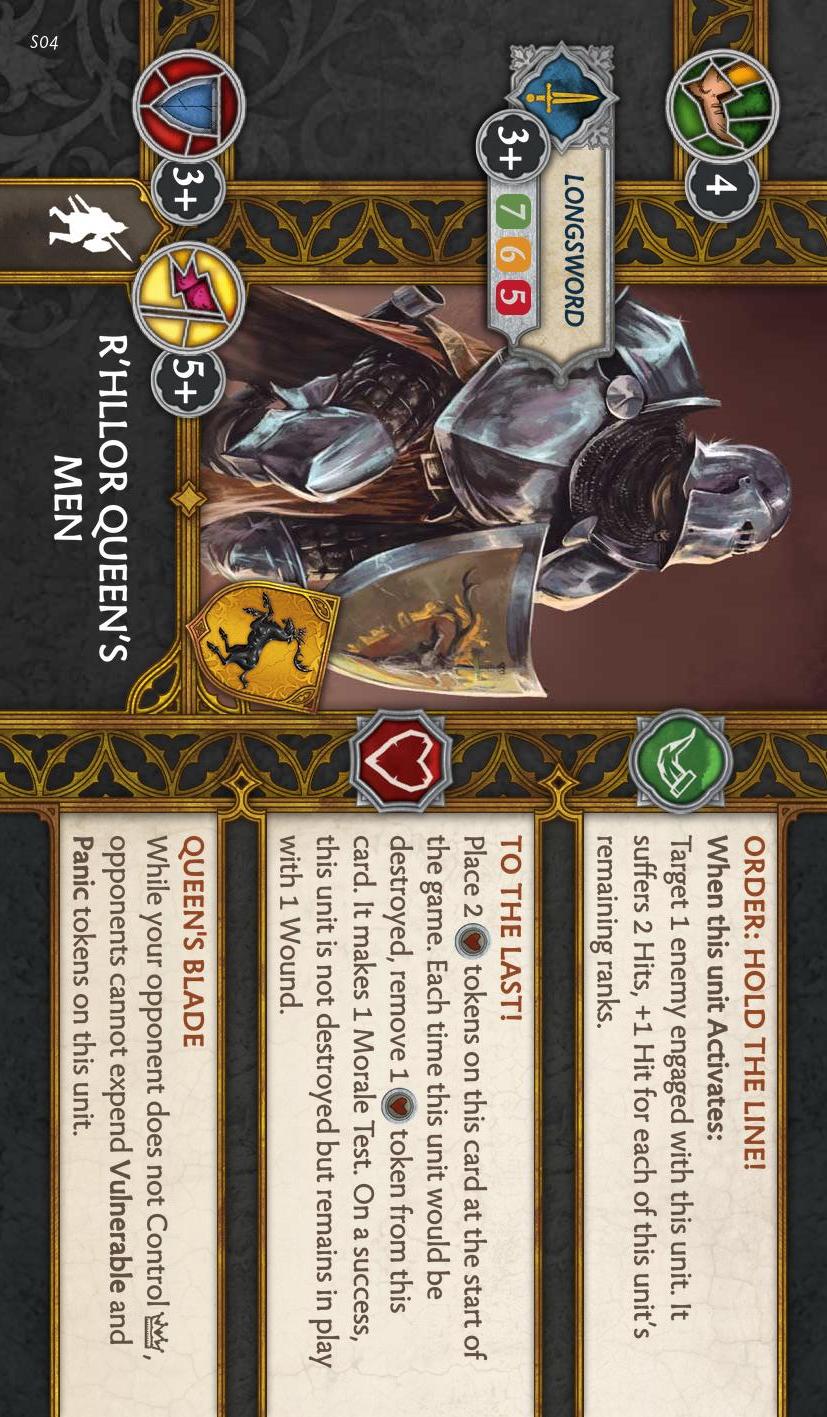 4
LONGSWORD
3+
7 6 5
3+
5+
R'HLLOR QUEEN'S
MEN
ORDER: HOLD THE LINE!
When this unit Activates:
Target 1 enemy engaged with this unit. It
suffers 2 Hits, +1 Hit for each of this unit's
remaining ranks.
TO THE LAST!
Place 2 tokens on this card at the start of
the game. Each time this unit would be
destroyed, remove 1 token from this
card. It makes 1 Morale Test. On a success,
this unit is not destroyed but remains in play
with 1 Wound.
QUEEN'S BLADE
While your opponent does not Control ,
opponents cannot expend Vulnerable and
Panic tokens on this unit.
S04